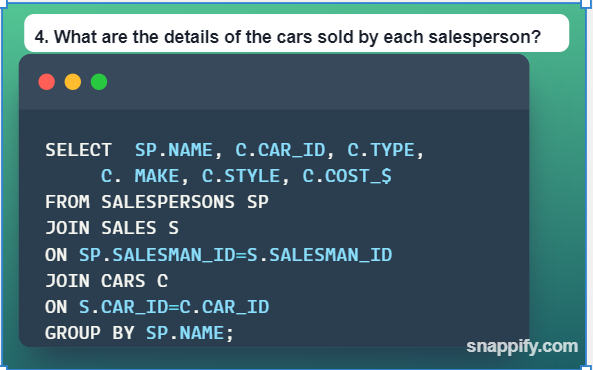 4. What are the details of the cars sold by each salesperson?
SELECT SP.NAME, C.CAR_ID, C.TYPE,
C. MAKE, C.STYLE, C.COST_$
FROM SALESPERSONS SP
JOIN SALES S
ON SP.SALESMAN_ID=S.SALESMAN_ID
JOIN CARS C
ON S.CAR_ID=C.CAR_ID
GROUP BY SP.NAME;
snappify.com